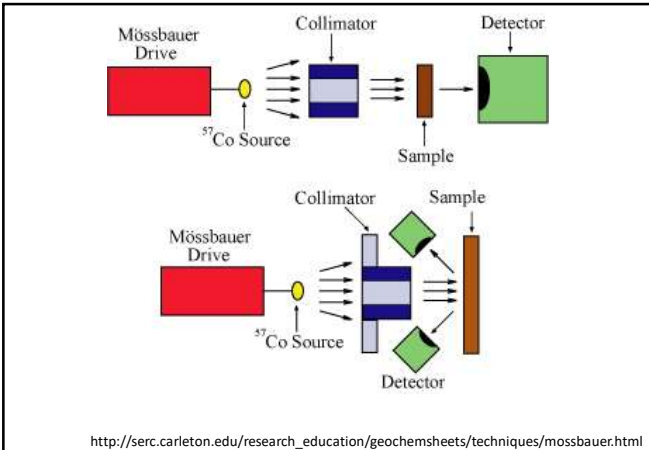 Collimator
Detector
Mössbauer
Drive
⁵⁷Co Source
Sample
Collimator
Sample
Mössbauer
Drive
⁵⁷Co Source
Detector
http://serc.carleton.edu/research_education/geochemsheets/techniques/mossbauer.html